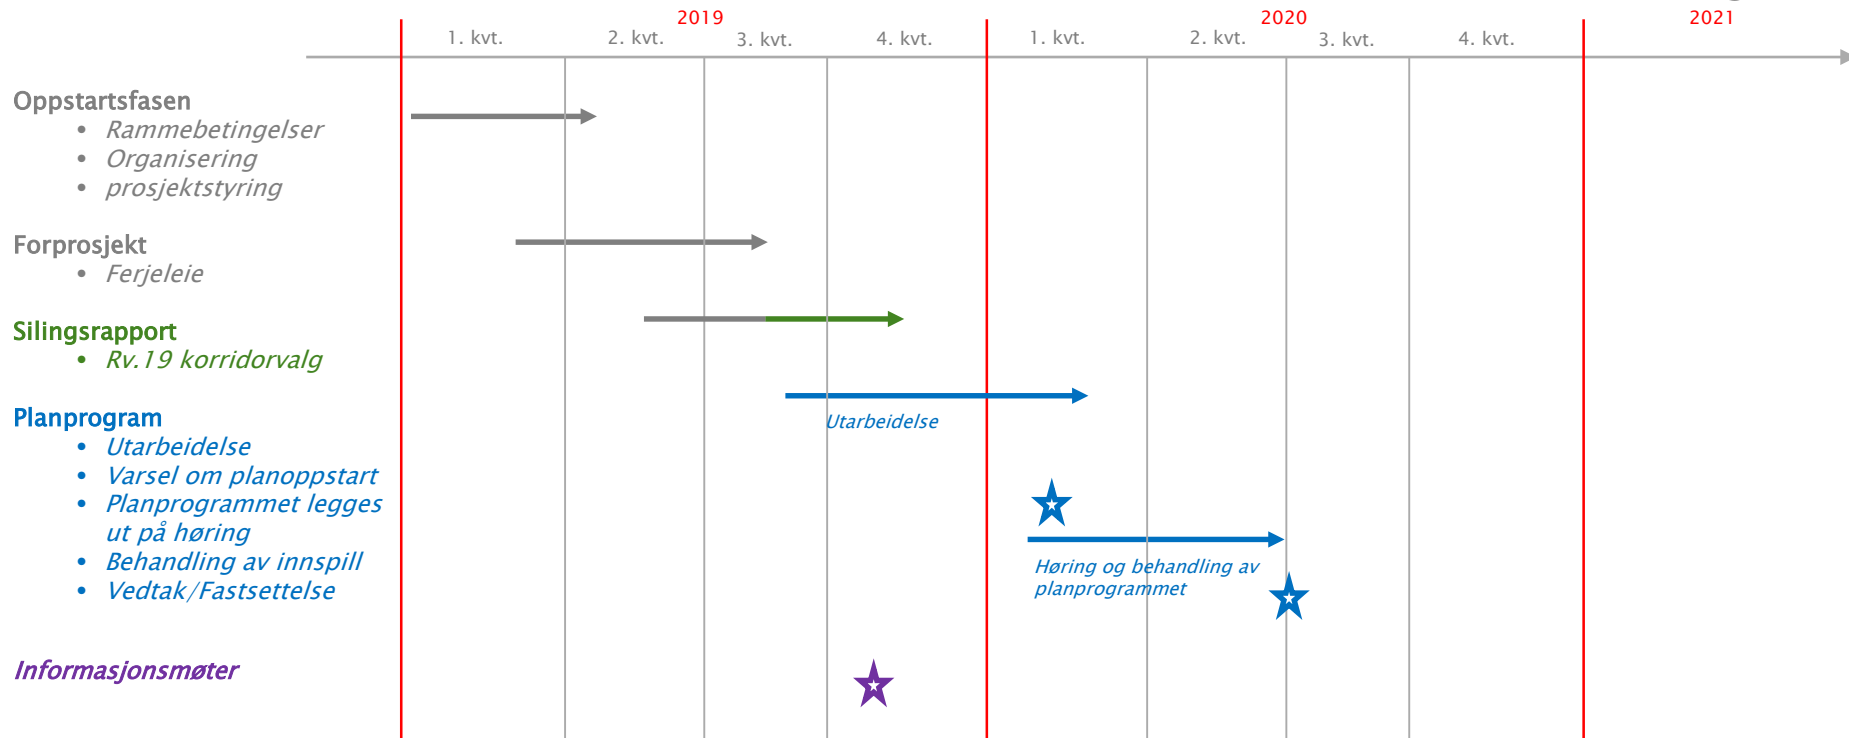 2019
2020
2021
1. kvt.
2. kvt.
3. kvt.
4. kvt.
1. kvt.
2. kvt.
3. kvt.
4. kvt.
Oppstartsfasen
• Rammebetingelser
• Organisering
• prosjektstyring
Forprosjekt
• Ferjeleie
Silingsrapport
• Rv.19 korridorvalg
Planprogram
• Utarbeidelse
• Varsel om planoppstart
• Planprogrammet legges
ut på høring
• Behandling av innspill
• Vedtak/Fastsettelse
Utarbeidelse
Høring og behandling av
planprogrammet
Informasjonsmøter